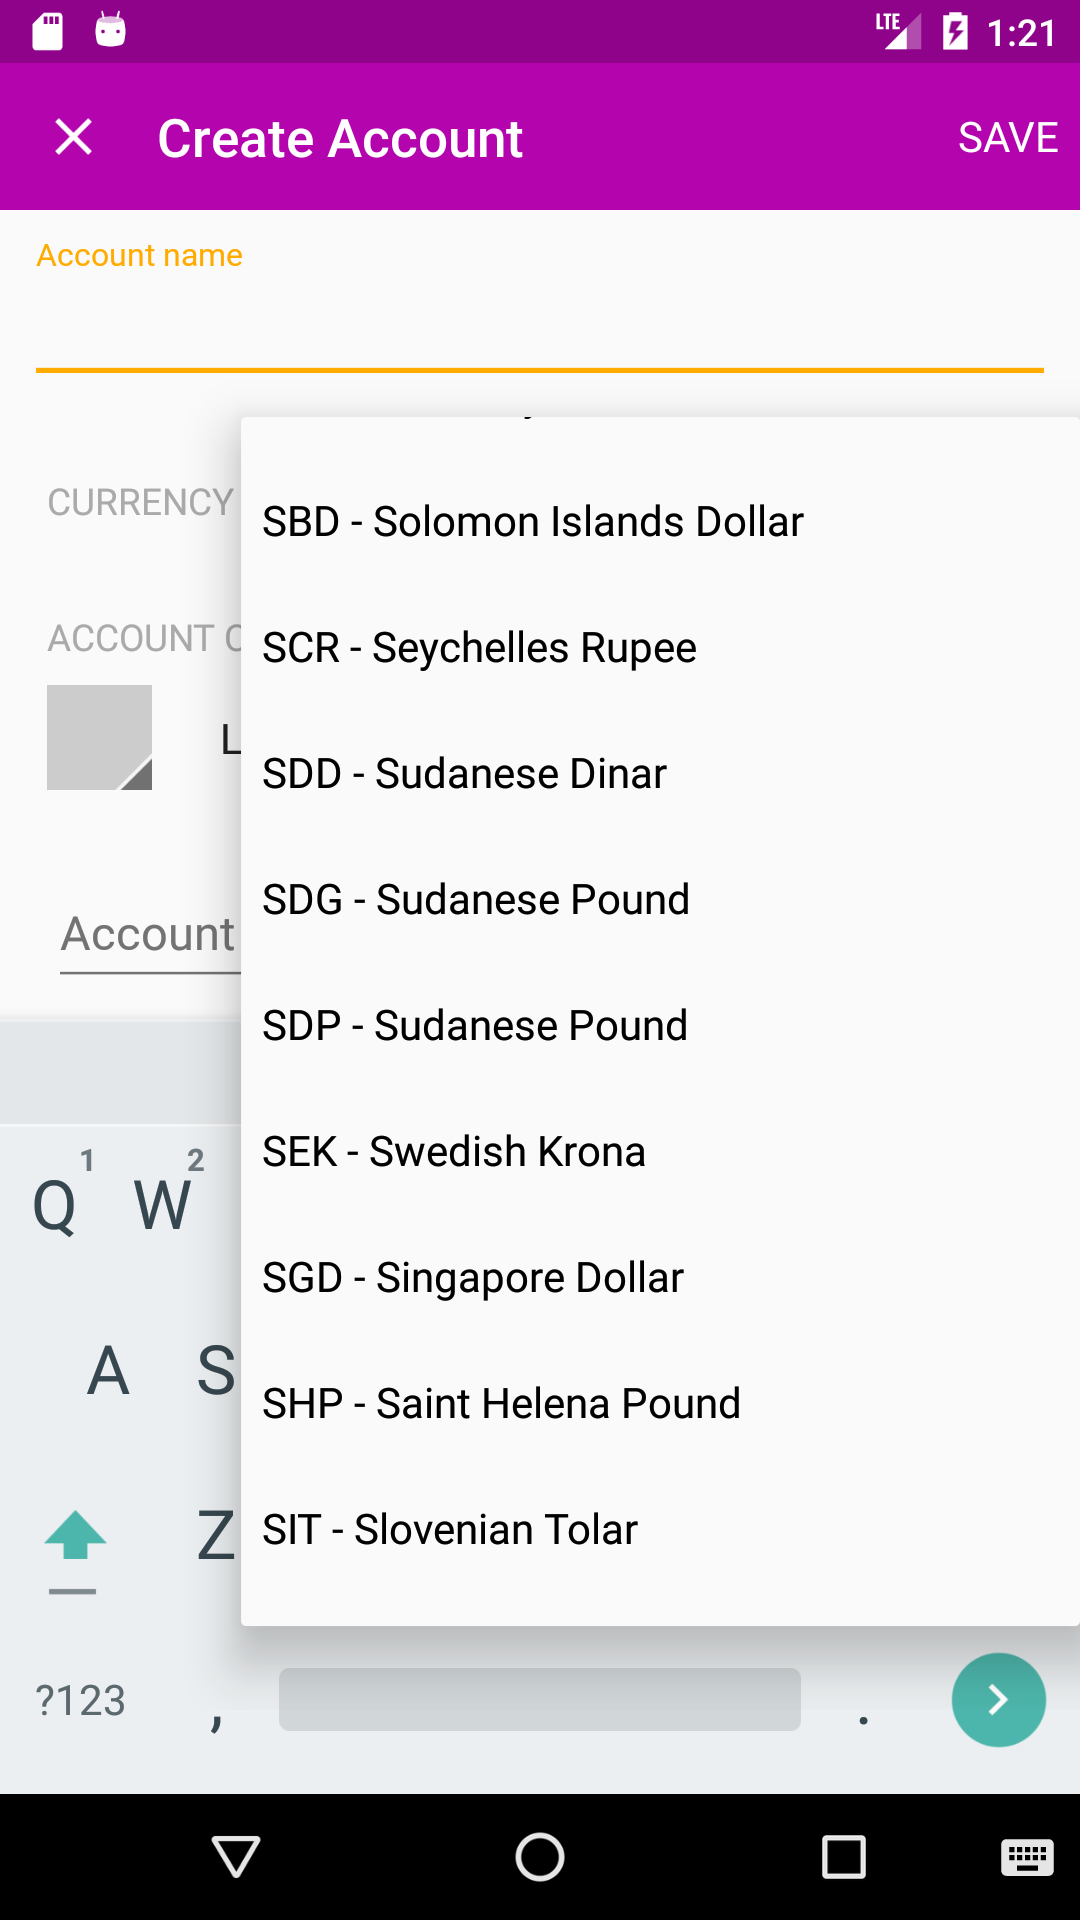 LTE 1:21
Create Account SAVE
Account name
CURRENCY
SBD - Solomon Islands Dollar
ACCOUNT
SCR - Seychelles Rupee
L
SDD - Sudanese Dinar
SDG - Sudanese Pound
Account
SDP - Sudanese Pound
SEK - Swedish Krona
1 2
Q W
SGD - Singapore Dollar
A S
SHP - Saint Helena Pound
Z
SIT - Slovenian Tolar
?123 , .